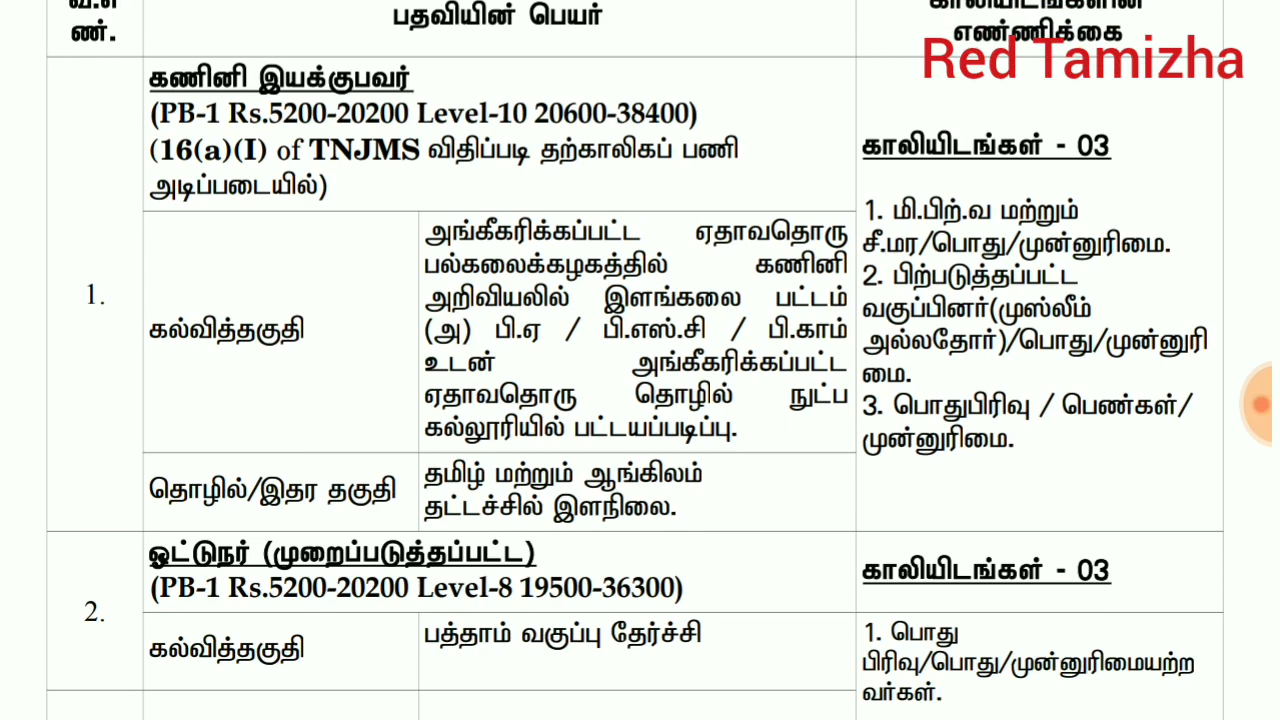 வ.எ
ண்.
பதவியின் பெயர்
காலியிடங்களின்
எண்ணிக்கை
Red Tamizha
1.
கணினி இயக்குபவர்
(PB-1 Rs.5200-20200 Level-10 20600-38400)
(16(a)(I) of TNJMS விதிப்படி தற்காலிகப் பணி
அடிப்படையில்)
கல்வித்தகுதி
அங்கீகரிக்கப்பட்ட ஏதாவதொரு
பல்கலைக்கழகத்தில் கணினி
அறிவியலில் இளங்கலை பட்டம்
(அ) பி.ஏ / பி.எஸ்.சி / பி.காம்
உடன் அங்கீகரிக்கப்பட்ட
ஏதாவதொரு தொழில் நுட்ப
கல்லூரியில் பட்டயப்படிப்பு.
தொழில்/இதர தகுதி
தமிழ் மற்றும் ஆங்கிலம்
தட்டச்சில் இளநிலை.
காலியிடங்கள் - 03
1. மி.பிற்.வ மற்றும்
சீ.மர/பொது/முன்னுரிமை.
2. பிற்படுத்தப்பட்ட
வகுப்பினர்(முஸ்லீம்
அல்லதோர்)/பொது/முன்னுரி
மை.
3. பொதுபிரிவு / பெண்கள்/
முன்னுரிமை.
2.
ஓட்டுநர் (முறைப்படுத்தப்பட்ட)
(PB-1 Rs.5200-20200 Level-8 19500-36300)
காலியிடங்கள் - 03
கல்வித்தகுதி
பத்தாம் வகுப்பு தேர்ச்சி
1. பொது
பிரிவு/பொது/முன்னுரிமையற்ற
வர்கள்.